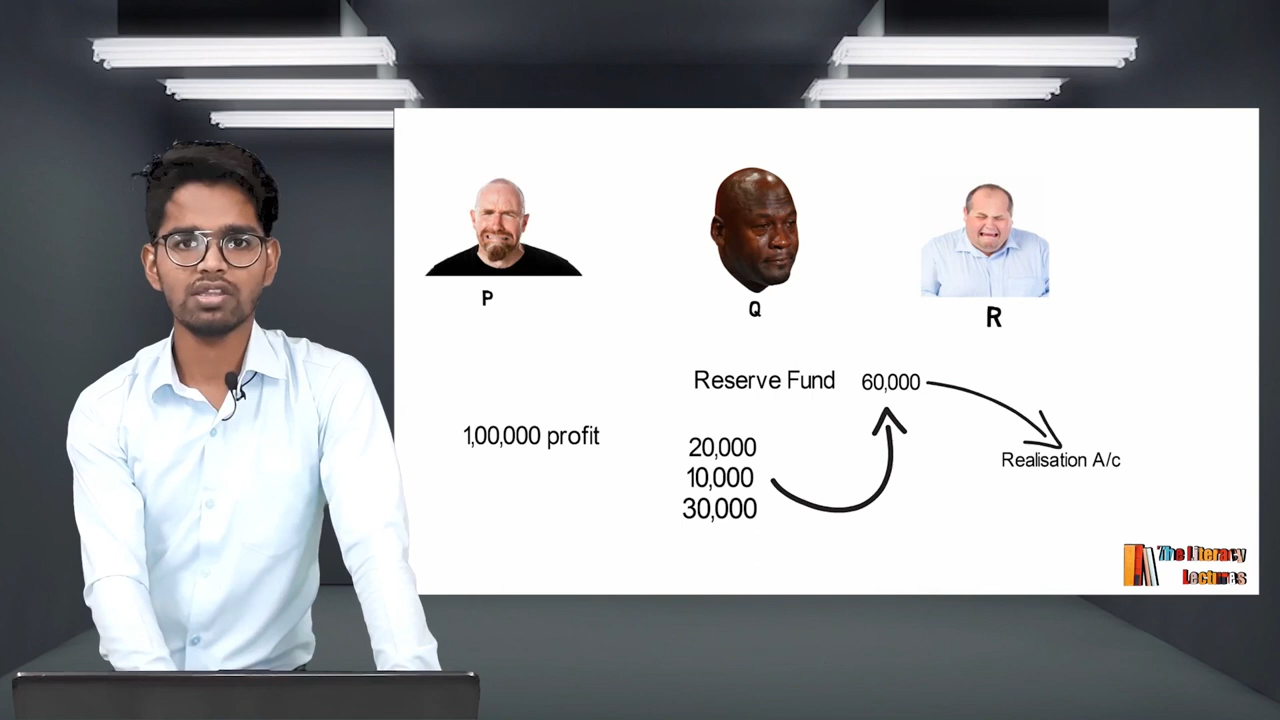 P
Q
R
Reserve Fund 60,000
1,00,000 profit
20,000
10,000
30,000
Realisation A/c
The Literacy
Lectures